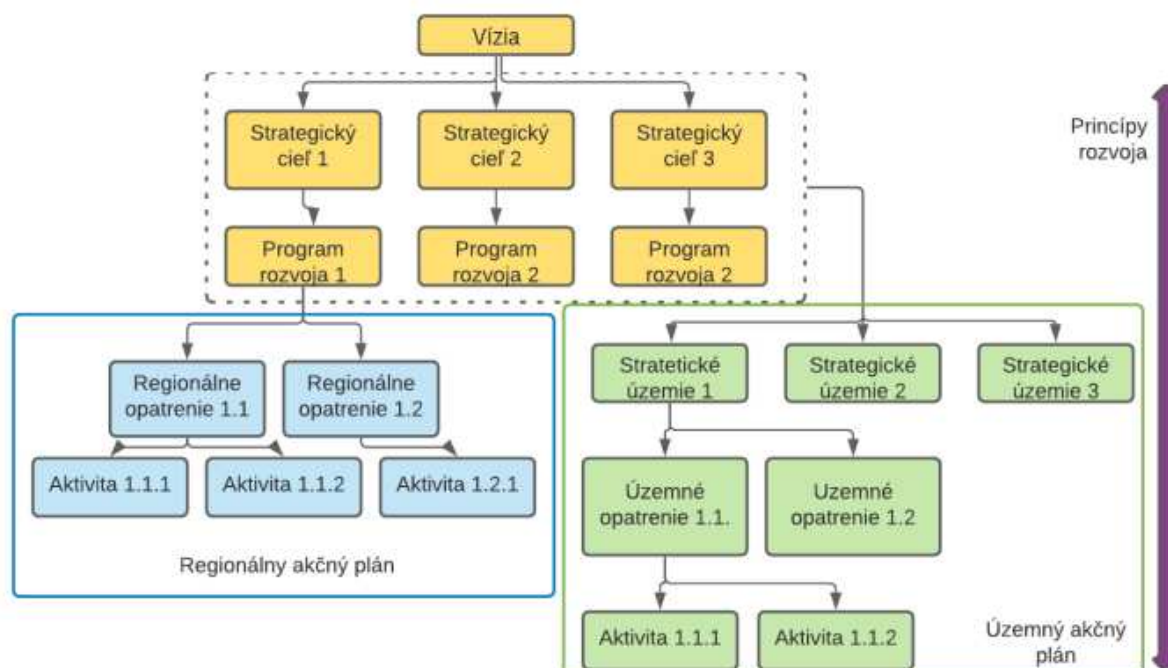 Vízia
Strategický
cieľ 1
Strategický
cieľ 2
Strategický
cieľ 3
Princípy
rozvoja
Program
rozvoja 1
Program
rozvoja 2
Program
rozvoja 2
Regionálne
opatrenie 1.1
Regionálne
opatrenie 1.2
Stratetické
územie 1
Strategické
územie 2
Strategické
územie 3
Aktivita 1.1.1
Aktivita 1.1.2
Aktivita 1.2.1
Územné
opatrenie 1.1.
Uzemné
opatrenie 1.2
Regionálny akčný plán
Aktivita 1.1.1
Aktivita 1.1.2
Územný akčný
plán